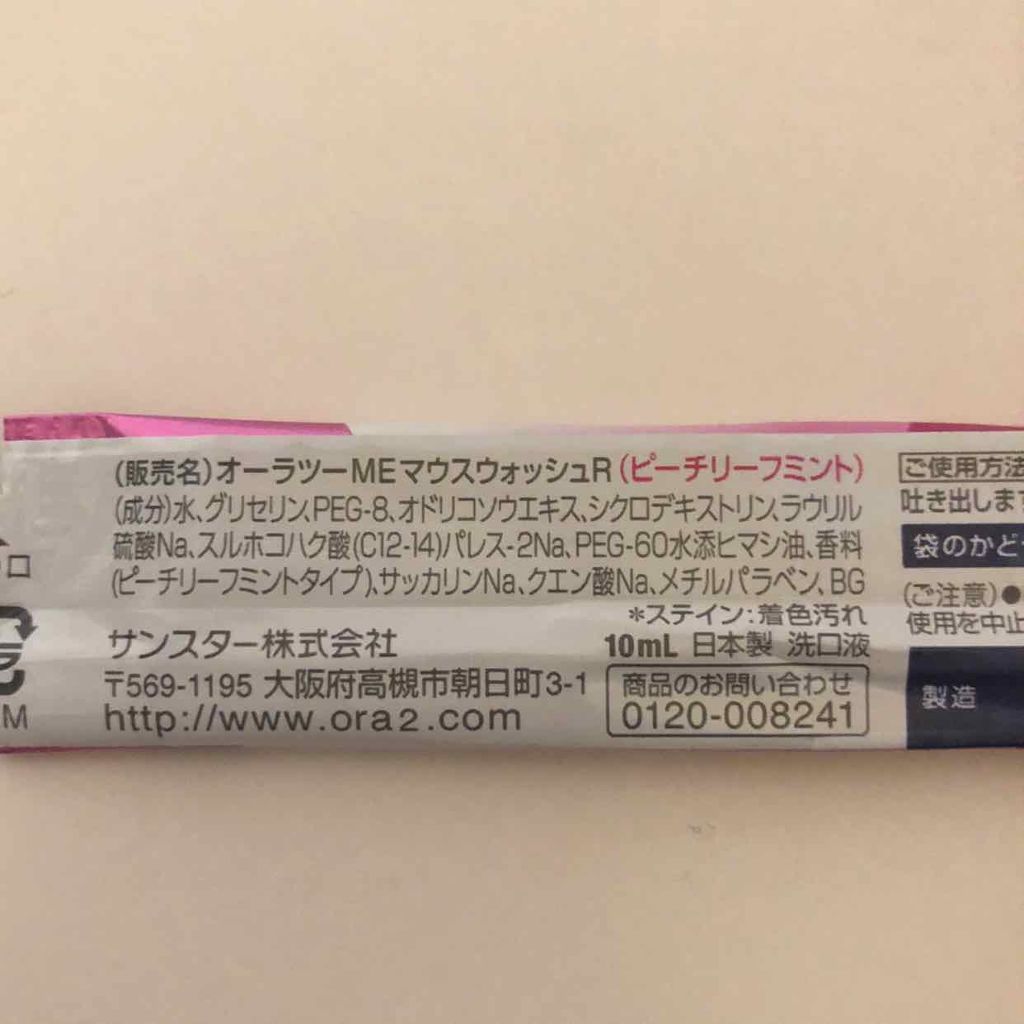 (販売名)オーラツーMEマウスウォッシュR(ピーチリーフミント)
(成分)水、グリセリン、PEG-8、オドリコソウエキス、シクロデキストリン、ラウリル
硫酸Na、スルホコハク酸(C12-14)パレス-2Na、PEG-60水添ヒマシ油、香料
(ピーチリーフミントタイプ)、サッカリンNa、クエン酸Na、メチルパラベン、BG
*ステイン:着色汚れ
サンスター株式会社
10mL 日本製 洗口液
〒569-1195 大阪府高槻市朝日町3-1
http://www.ora2.com
商品のお問い合わせ
0120-008241
ご使用方法
吐き出しま
袋のかど
(ご注意)●
使用を中止
製造
口
プラ
M